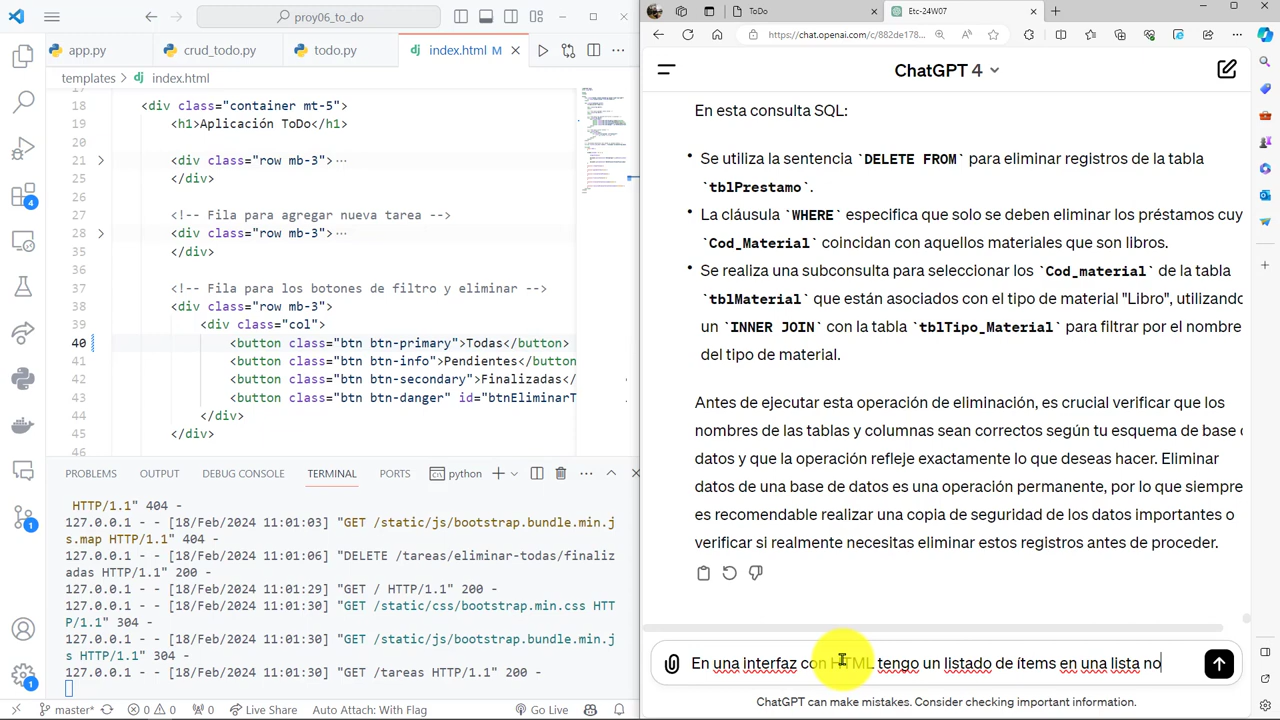 proy06_to_do
ToDo
Etc-24W07
https://chat.openai.com/c/882de178...
app.py
crud_todo.py
todo.py
index.html M
templates > index.html
18
<div class="container mt-5">
19
20
26
27
<!-- Fila para agregar nueva tarea -->
28
<div class="row mb-3"> ...
35
</div>
36
37
<!-- Fila para los botones de filtro y eliminar -->
38
<div class="row mb-3">
39
<div class="col">
40
<button class="btn btn-primary">Todas</button>
41
<button class="btn btn-info">Pendientes</button
42
<button class="btn btn-secondary">Finalizadas</
43
<button class="btn btn-danger" id="btnEliminarT
44
</div>
45
</div>
46
PROBLEMS
OUTPUT
DEBUG CONSOLE
TERMINAL
PORTS
python
HTTP/1.1" 404 -
127.0.0.1 - - [18/Feb/2024 11:01:03] "GET /static/js/bootstrap.bundle.min.j
s.map HTTP/1.1" 404 -
127.0.0.1 - - [18/Feb/2024 11:01:06] "DELETE /tareas/eliminar-todas/finaliz
adas HTTP/1.1" 200 -
127.0.0.1 - - [18/Feb/2024 11:01:29] "GET / HTTP/1.1" 200 -
127.0.0.1 - - [18/Feb/2024 11:01:30] "GET /static/css/bootstrap.min.css HTT
P/1.1" 304 -
127.0.0.1 - - [18/Feb/2024 11:01:30] "GET /static/js/bootstrap.bundle.min.j
s HTTP/1.1" 304 -
127.0.0.1 - - [18/Feb/2024 11:01:30] "GET /tareas HTTP/1.1" 200 -
4
1
1
master*
0
0
0
Live Share
Auto Attach: With Flag
Go Live
ChatGPT 4
En esta consulta SQL:
Se utiliza la sentencia `DELETE FROM` para eliminar registros de la tabla
`tblPrestamo`.
La cláusula `WHERE` especifica que solo se deben eliminar los préstamos cuy
`Cod_Material` coincidan con aquellos materiales que son libros.
Se realiza una subconsulta para seleccionar los `Cod_material` de la tabla
`tblMaterial` que están asociados con el tipo de material "Libro", utilizando
un `INNER JOIN` con la tabla `tblTipo_Material` para filtrar por el nombre
del tipo de material.
Antes de ejecutar esta operación de eliminación, es crucial verificar que los
nombres de las tablas y columnas sean correctos según tu esquema de base d
datos y que la operación refleje exactamente lo que deseas hacer. Eliminar
datos de una base de datos es una operación permanente, por lo que siempre
es recomendable realizar una copia de seguridad de los datos importantes o
verificar si realmente necesitas eliminar estos registros antes de proceder.
En una interfaz con HTML tengo un listado de ítems en una lista no
ChatGPT can make mistakes. Consider checking important information.